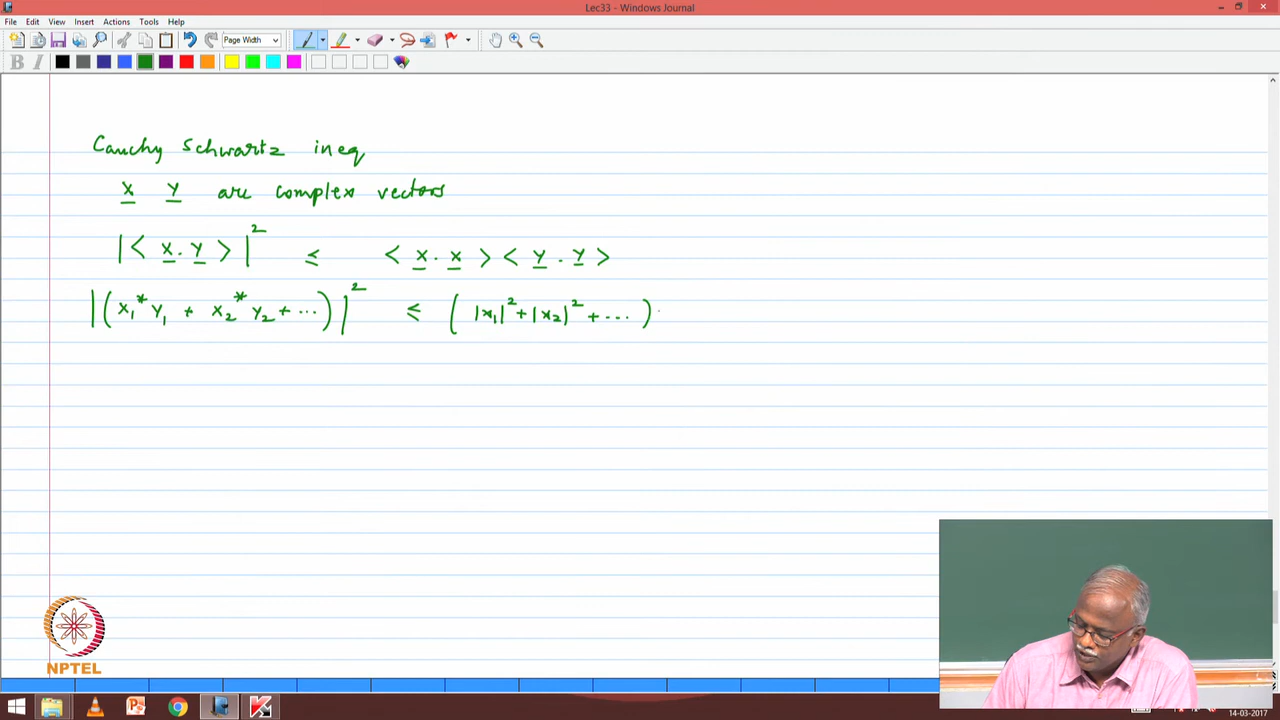 Lec33 - Windows Journal
File Edit View Insert Actions Tools Help
Page Width
B I
Cauchy Schwartz ineq
X Y are complex vectors
|< X . Y >|² ≤ < X . X > < Y . Y >
|(X₁* Y₁ + X₂* Y₂ + ...)|² ≤ (|X₁|² + |X₂|² + ...)
NPTEL
14-03-2017